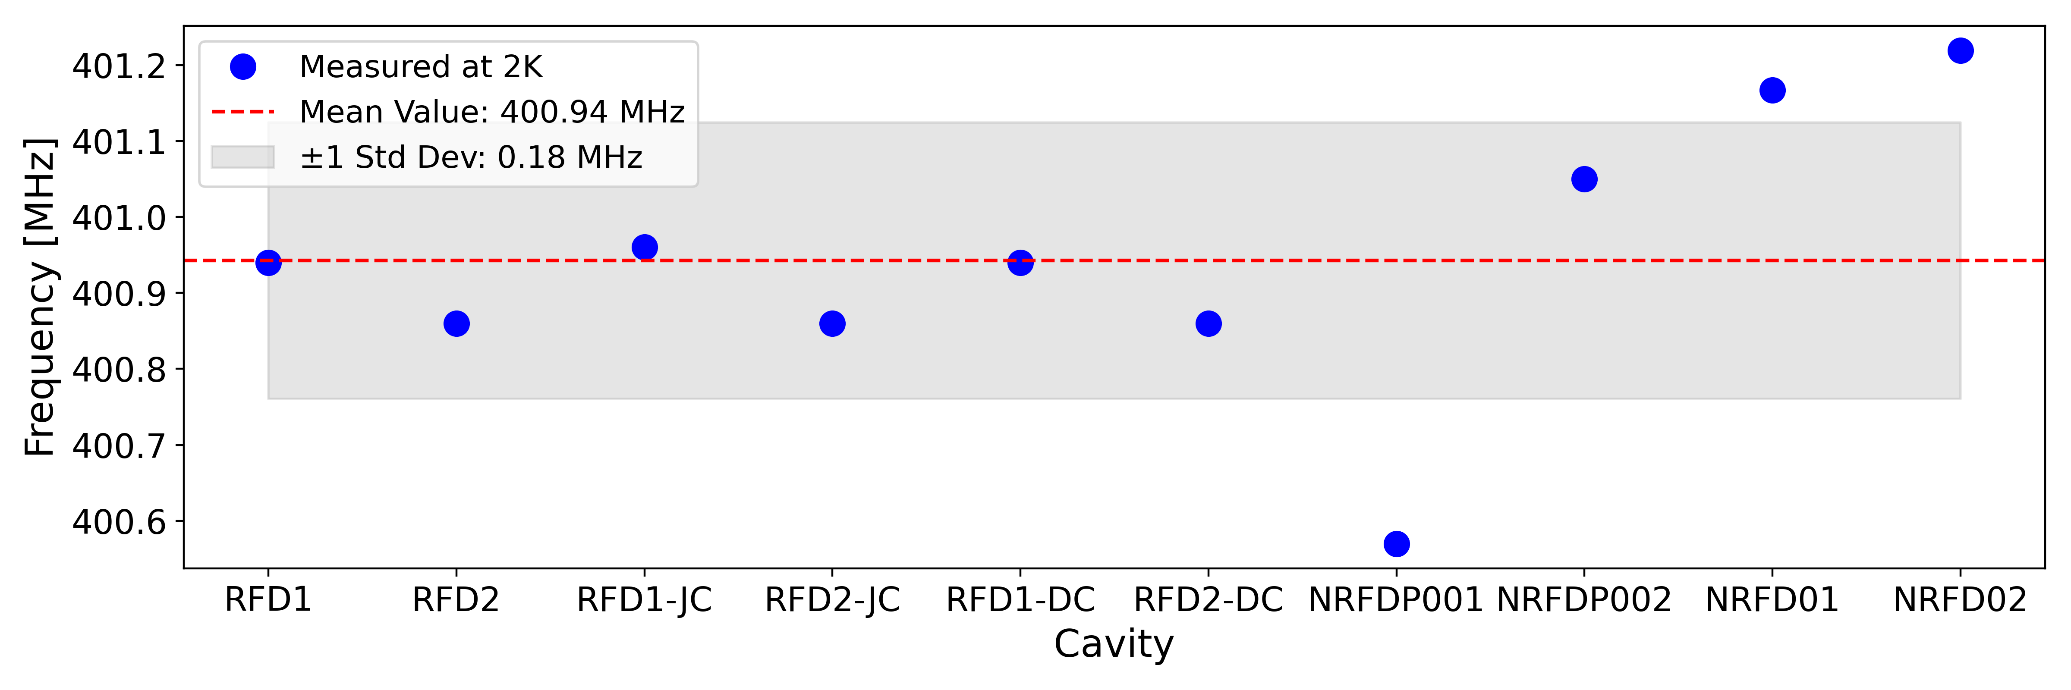 Measured at 2K
Mean Value: 400.94 MHz
±1 Std Dev: 0.18 MHz
Frequency [MHz]
401.2
401.1
401.0
400.9
400.8
400.7
400.6
RFD1 RFD2 RFD1-JC RFD2-JC RFD1-DC RFD2-DC NRFDP001 NRFDP002 NRFD01 NRFD02
Cavity